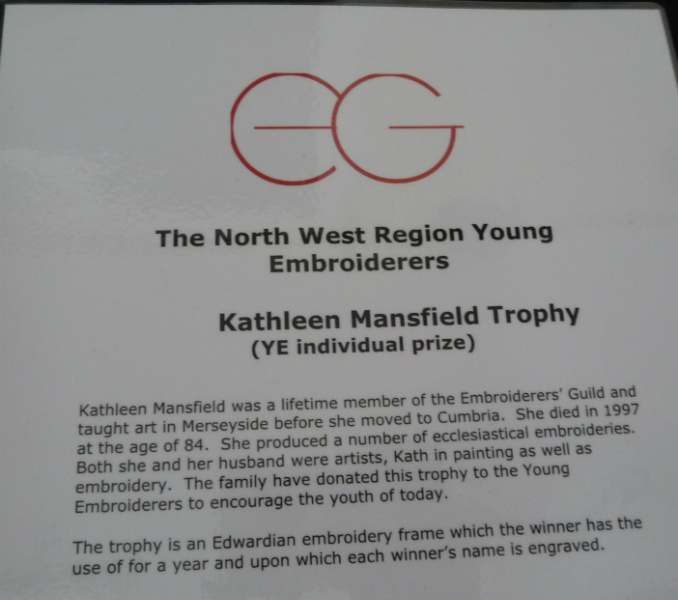 EG
The North West Region Young
Embroiderers
Kathleen Mansfield Trophy
(YE individual prize)
Kathleen Mansfield was a lifetime member of the Embroiderers' Guild and
taught art in Merseyside before she moved to Cumbria. She died in 1997
at the age of 84. She produced a number of ecclesiastical embroideries.
Both she and her husband were artists, Kath in painting as well as
embroidery. The family have donated this trophy to the Young
Embroiderers to encourage the youth of today.
The trophy is an Edwardian embroidery frame which the winner has the
use of for a year and upon which each winner's name is engraved.